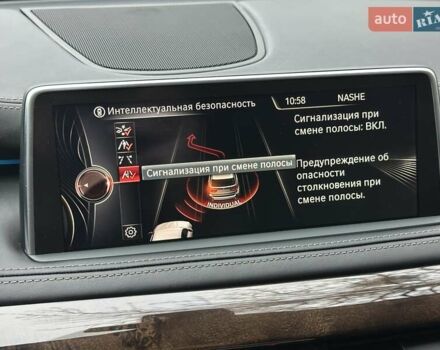 auto RIA
Интеллектуальная безопасность
10:58 NASHE
Сигнализация при
смене полосы: ВКЛ.
Сигнализация при смене полосы
Предупреждение об
опасности
столкновения при
смене полосы.
INDIVIDUAL